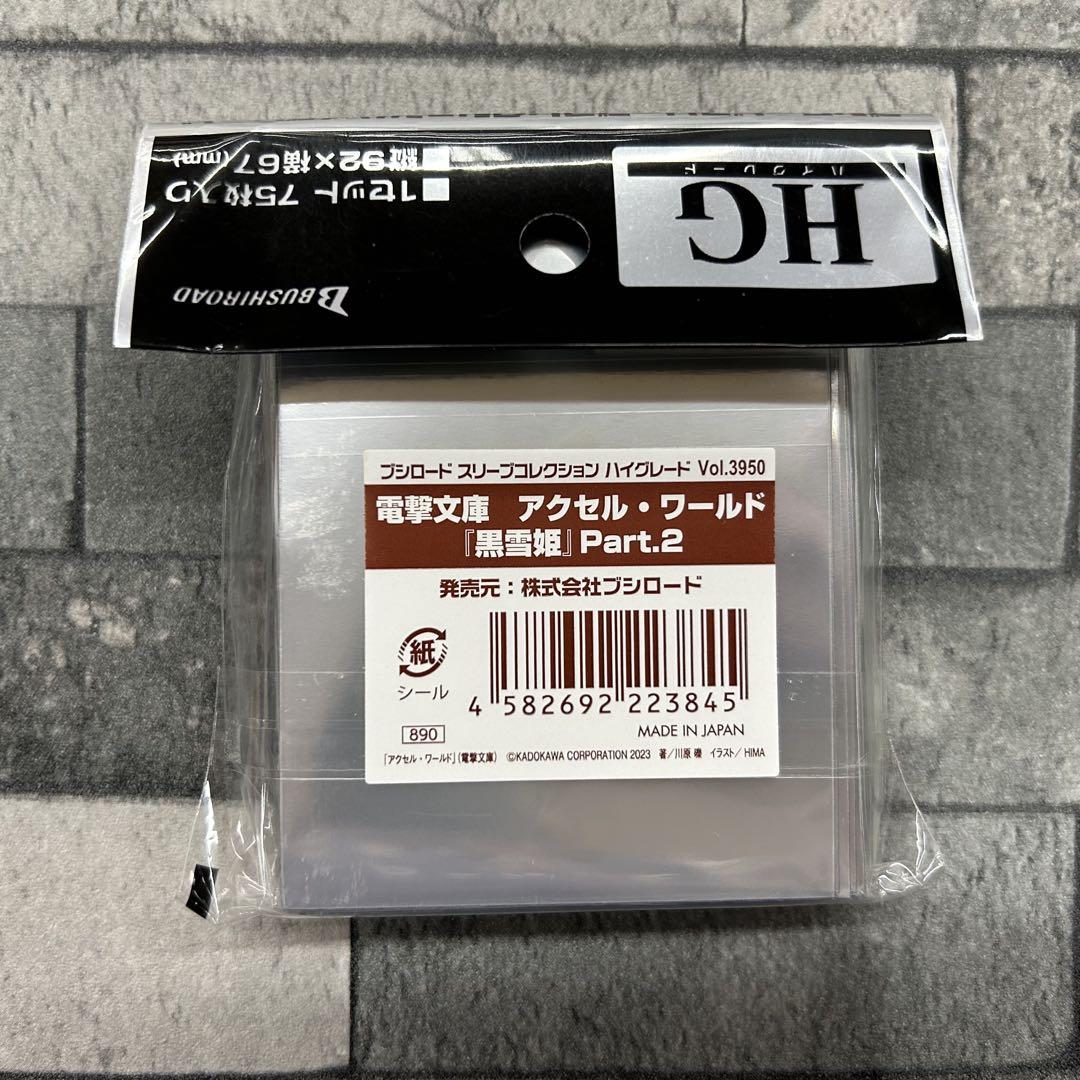 HG
ハイグレード
■1セット 75枚入り
■縦92×横67(mm)
BUSHIROAD
ブシロード スリーブコレクション ハイグレード Vol.3950
電撃文庫 アクセル・ワールド
『黒雪姫』Part.2
発売元：株式会社ブシロード
紙
シール
4 582692 223845
890
MADE IN JAPAN
「アクセル・ワールド」(電撃文庫) ©KADOKAWA CORPORATION 2023 著／川原 礫 イラスト／HIMA